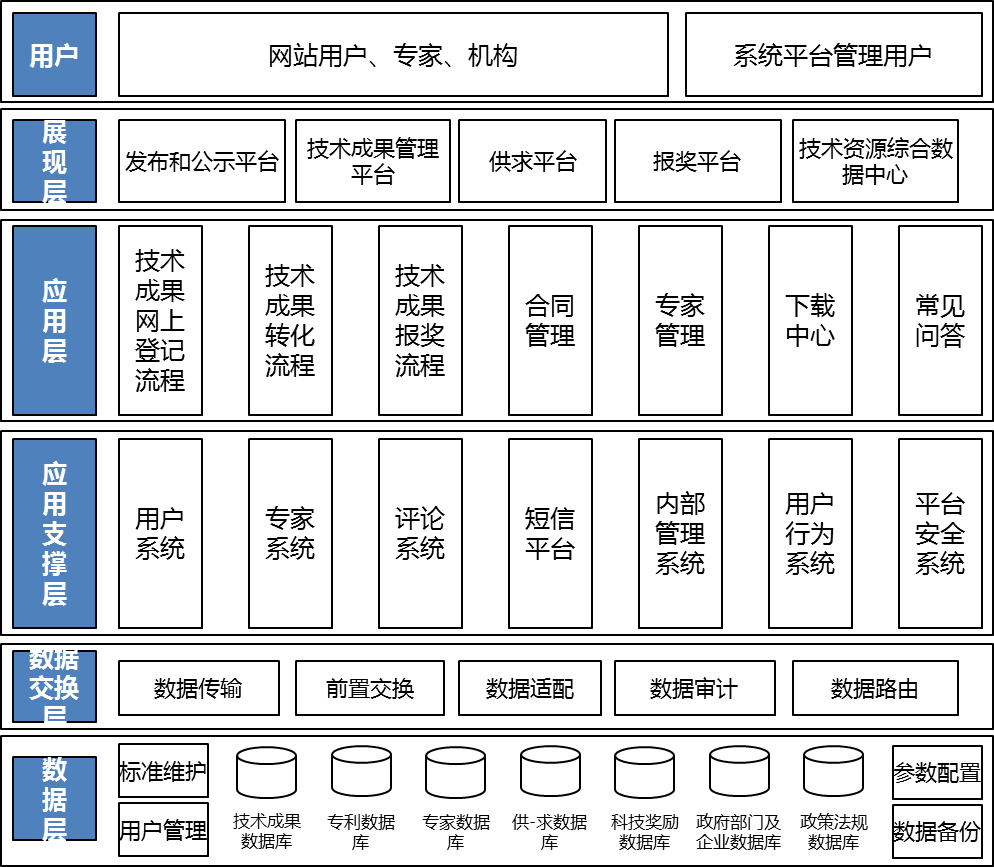 用户
网站用户、专家、机构
系统平台管理用户
展
现
层
发布和公示平台
技术成果管理
平台
供求平台
报奖平台
技术资源综合数
据中心
应
用
层
技术
成果
网上
登记
流程
技术
成果
转化
流程
技术
成果
报奖
流程
合同
管理
专家
管理
下载
中心
常见
问答
应
用
支
撑
层
用户
系统
专家
系统
评论
系统
短信
平台
内部
管理
系统
用户
行为
系统
平台
安全
系统
数据
交换
层
数据传输
前置交换
数据适配
数据审计
数据路由
数
据
层
标准维护
用户管理
技术成果
数据库
专利数据
库
专家数据
库
供-求数据
库
科技奖励
数据库
政府部门及
企业数据库
政策法规
数据库
参数配置
数据备份